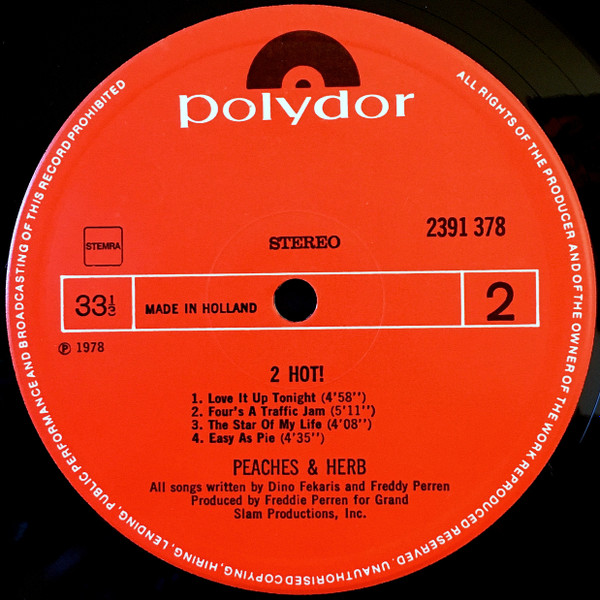 polydor
ALL RIGHTS OF THE PRODUCER AND OF THE OWNER OF THE WORK REPRODUCED RESERVED. UNAUTHORISED COPYING, HIRING, LENDING, PUBLIC PERFORMANCE AND BROADCASTING OF THIS RECORD PROHIBITED
2391 378
STEMRA
STEREO
33⅓
MADE IN HOLLAND
2
℗ 1978
2 HOT!
1. Love It Up Tonight (4'58'')
2. Four's A Traffic Jam (5'11'')
3. The Star Of My Life (4'08'')
4. Easy As Pie (4'35'')
PEACHES & HERB
All songs written by Dino Fekaris and Freddy Perren
Produced by Freddie Perren for Grand
Slam Productions, Inc.